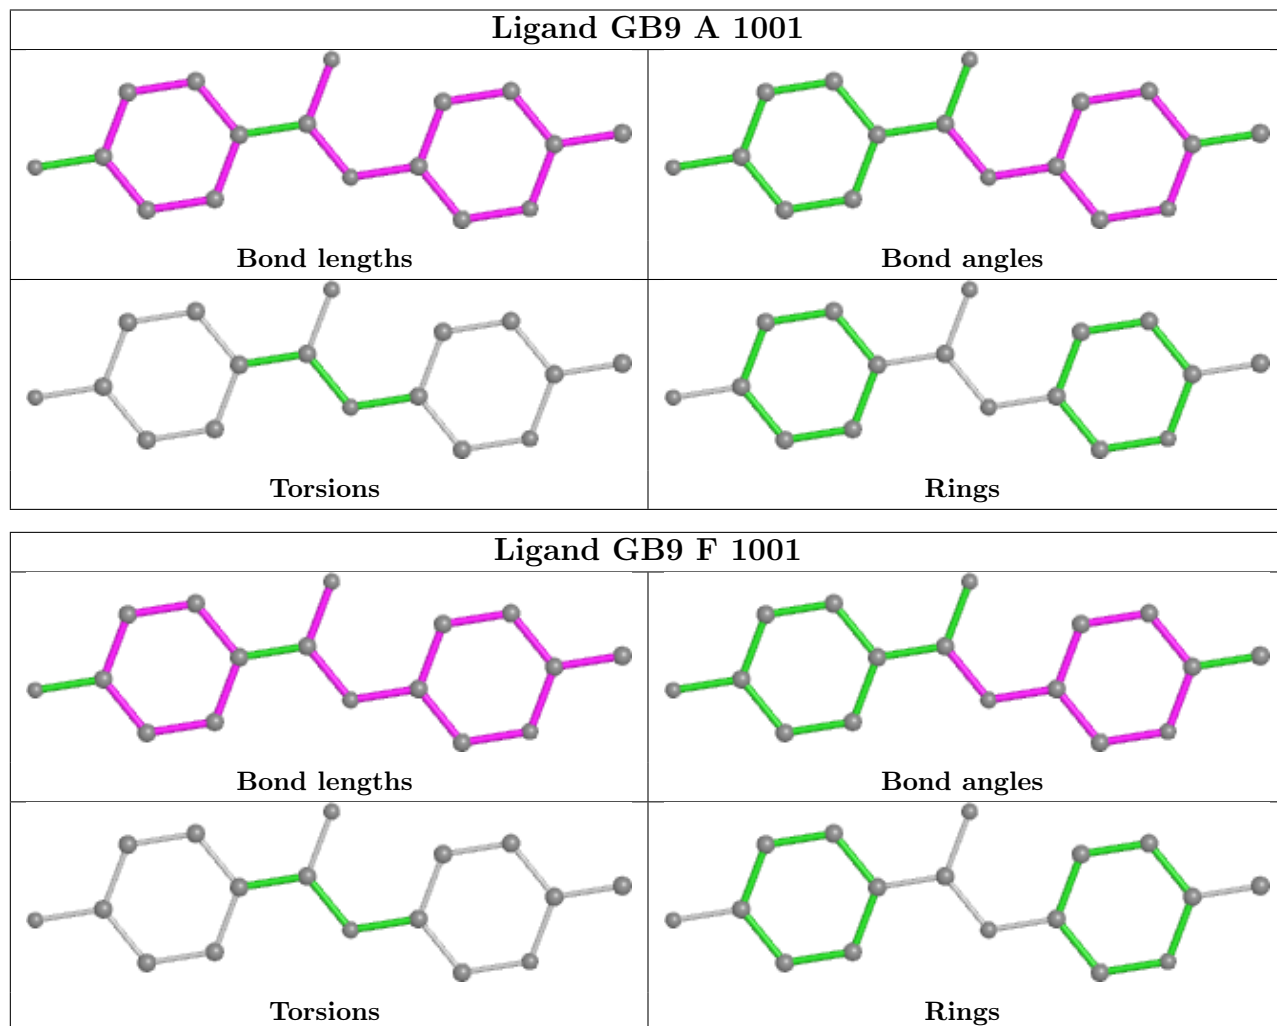 Ligand GB9 A 1001
Bond lengths
Bond angles
Torsions
Rings
Ligand GB9 F 1001
Bond lengths
Bond angles
Torsions
Rings